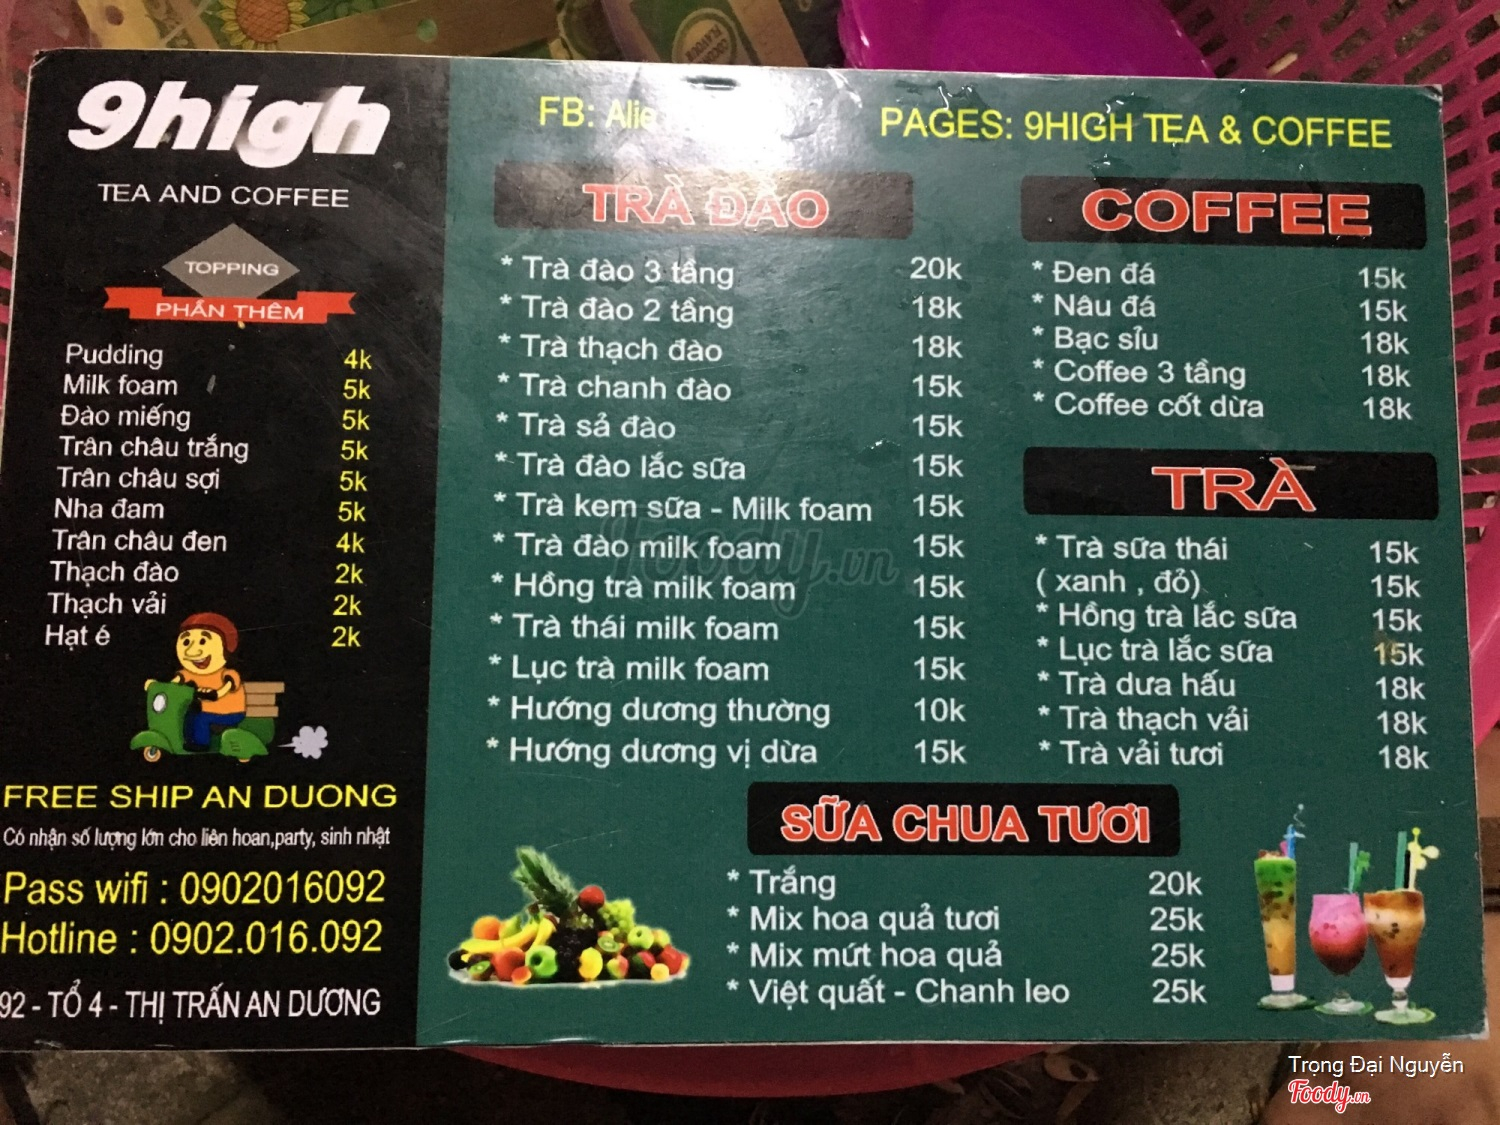 9high
TEA AND COFFEE
TOPPING
PHẦN THÊM
Pudding 4k
Milk foam 5k
Đào miếng 5k
Trân châu trắng 5k
Trân châu sợi 5k
Nha đam 5k
Trân châu đen 4k
Thạch đào 2k
Thạch vải 2k
Hạt é 2k
FREE SHIP AN DUONG
Có nhận số lượng lớn cho liên hoan,party, sinh nhật
Pass wifi : 0902016092
Hotline : 0902.016.092
92 - TỔ 4 - THỊ TRẤN AN DƯƠNG
FB: Alie
PAGES: 9HIGH TEA & COFFEE
TRÀ ĐÀO
* Trà đào 3 tầng 20k
* Trà đào 2 tầng 18k
* Trà thạch đào 18k
* Trà chanh đào 15k
* Trà sả đào 15k
* Trà đào lắc sữa 15k
* Trà kem sữa - Milk foam 15k
* Trà đào milk foam 15k
* Hồng trà milk foam 15k
* Trà thái milk foam 15k
* Lục trà milk foam 15k
* Hướng dương thường 10k
* Hướng dương vị dừa 15k
COFFEE
* Đen đá 15k
* Nâu đá 15k
* Bạc sỉu 18k
* Coffee 3 tầng 18k
* Coffee cốt dừa 18k
TRÀ
* Trà sữa thái 15k
( xanh , đỏ) 15k
* Hồng trà lắc sữa 15k
* Lục trà lắc sữa 15k
* Trà dưa hấu 18k
* Trà thạch vải 18k
* Trà vải tươi 18k
SỮA CHUA TƯƠI
* Trắng 20k
* Mix hoa quả tươi 25k
* Mix mứt hoa quả 25k
* Việt quất - Chanh leo 25k
Foody.vn
Trọng Đại Nguyễn
Foody.vn